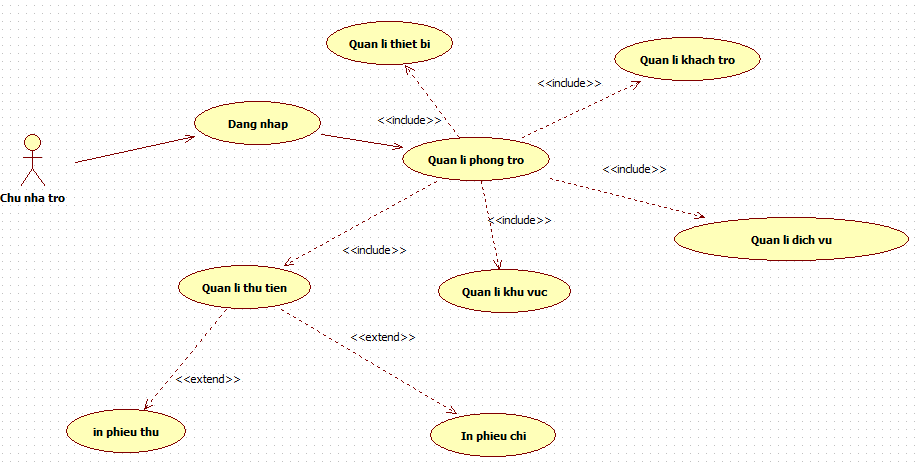 Quan li thiet bi
Quan li khach tro
<<include>>
Dang nhap
<<include>>
Quan li phong tro
<<include>>
Chu nha tro
<<include>>
Quan li dich vu
<<include>>
Quan li thu tien
Quan li khu vuc
<<extend>>
<<extend>>
in phieu thu
In phieu chi